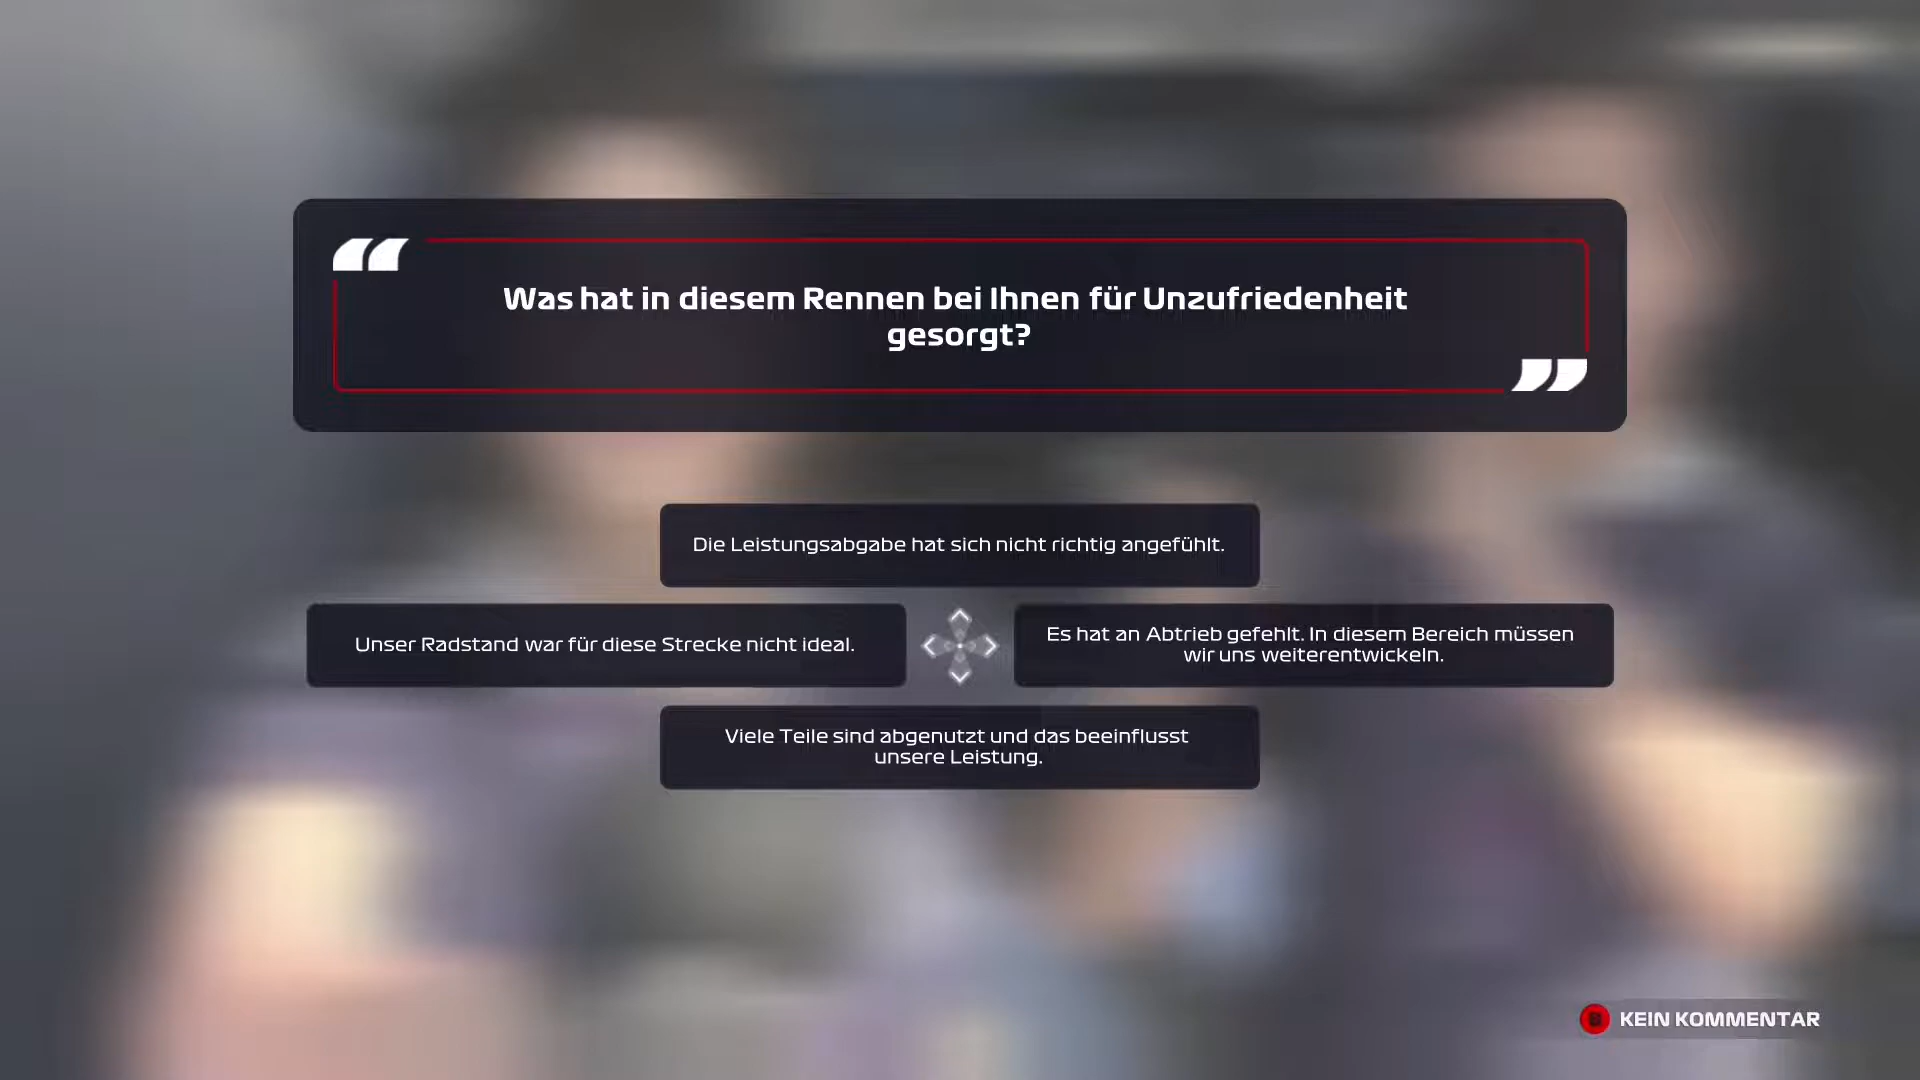 Was hat in diesem Rennen bei Ihnen für Unzufriedenheit
gesorgt?
Die Leistungsabgabe hat sich nicht richtig angefühlt.
Unser Radstand war für diese Strecke nicht ideal.
Es hat an Abtrieb gefehlt. In diesem Bereich müssen
wir uns weiterentwickeln.
Viele Teile sind abgenutzt und das beeinflusst
unsere Leistung.
KEIN KOMMENTAR